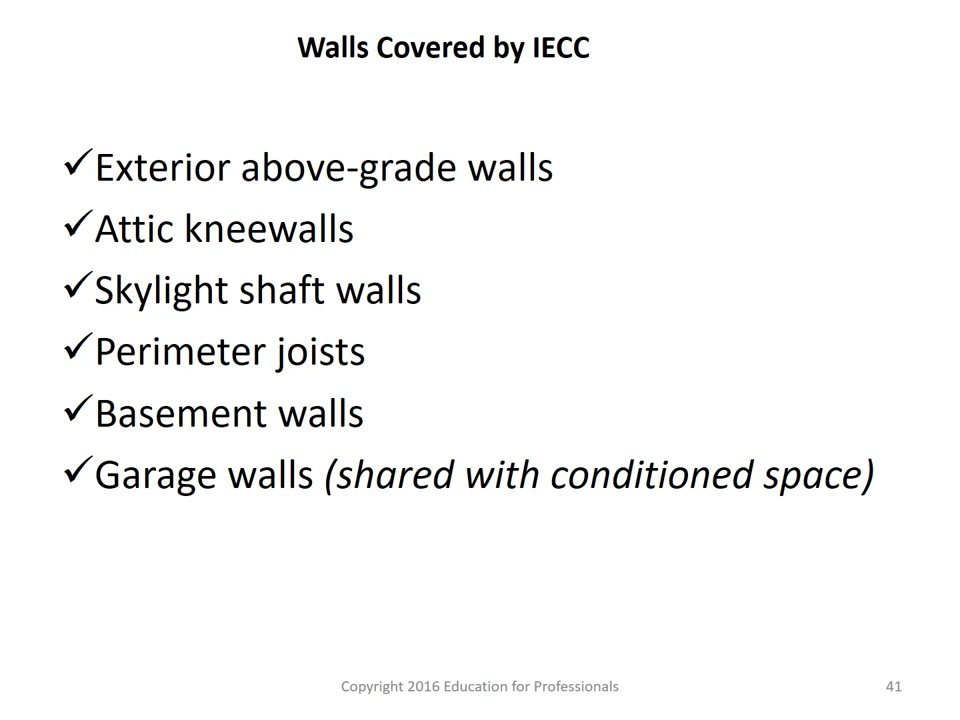 Walls Covered by IECC
✓Exterior above-grade walls
✓Attic kneewalls
✓Skylight shaft walls
✓Perimeter joists
✓Basement walls
✓Garage walls (shared with conditioned space)
Copyright 2016 Education for Professionals
41